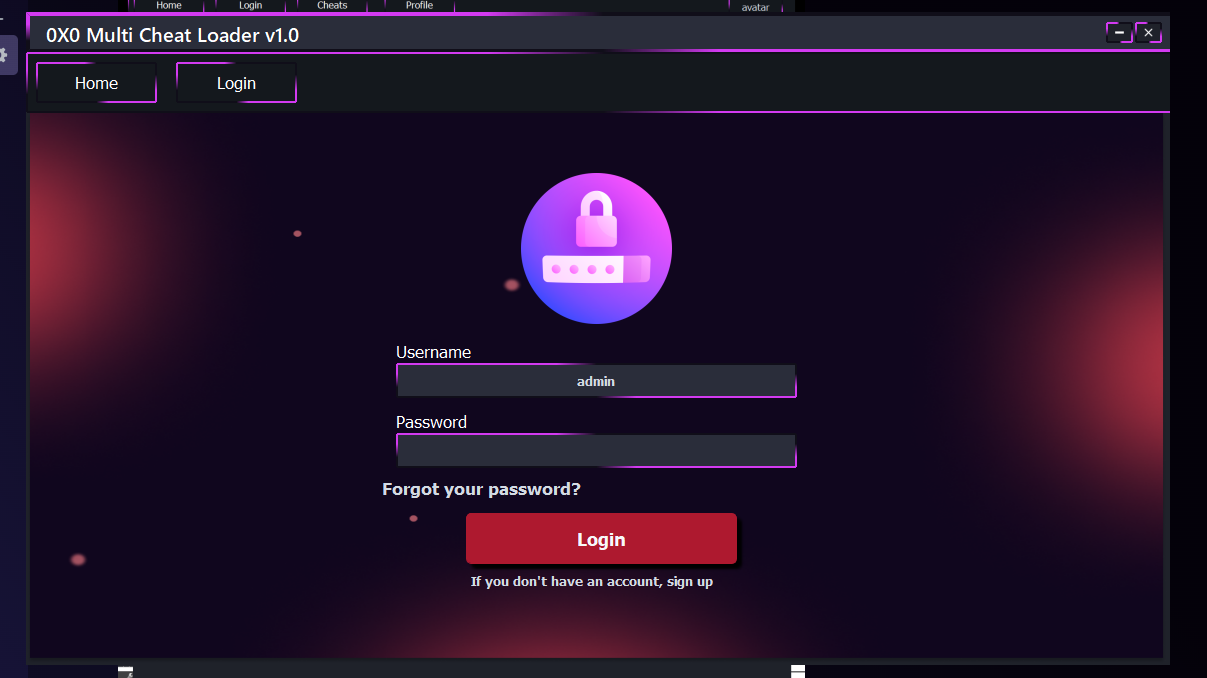 Home Login Cheats Profile avatar
0X0 Multi Cheat Loader v1.0
Home Login
Username
admin
Password
Forgot your password?
Login
If you don't have an account, sign up